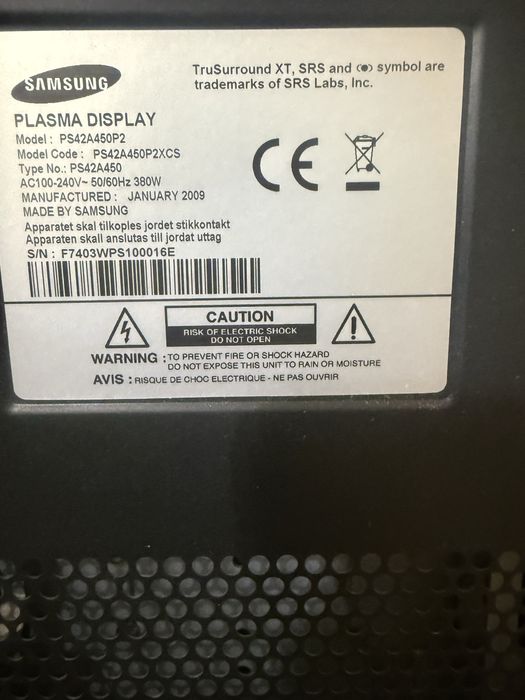 SAMSUNG
TruSurround XT, SRS and (●) symbol are
trademarks of SRS Labs, Inc.
PLASMA DISPLAY
Model : PS42A450P2
Model Code : PS42A450P2XCS
Type No.: PS42A450
AC100-240V~ 50/60Hz 380W
MANUFACTURED : JANUARY 2009
MADE BY SAMSUNG
Apparatet skal tilkoples jordet stikkontakt
Apparaten skall anslutas till jordat uttag
S/N : F7403WPS100016E
CE
CAUTION
RISK OF ELECTRIC SHOCK
DO NOT OPEN
WARNING : TO PREVENT FIRE OR SHOCK HAZARD
DO NOT EXPOSE THIS UNIT TO RAIN OR MOISTURE
AVIS : RISQUE DE CHOC ELECTRIQUE - NE PAS OUVRIR